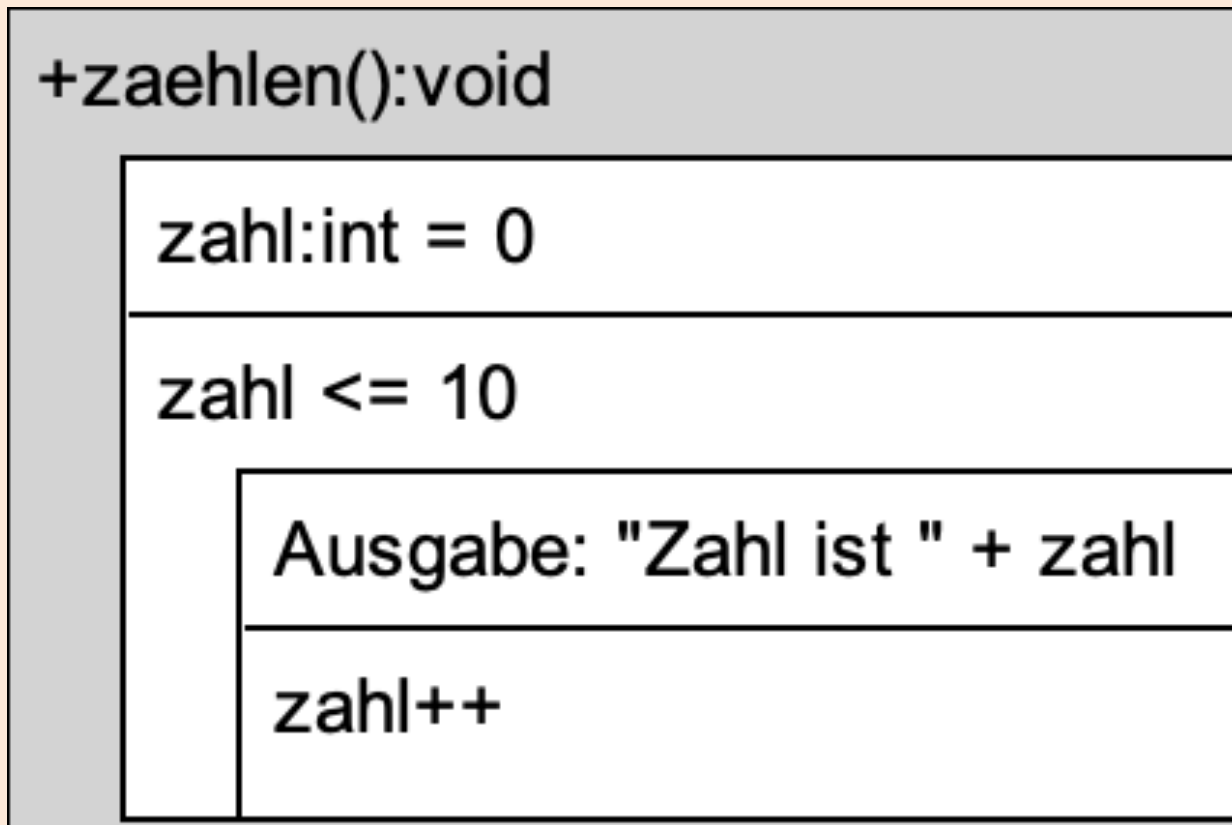 +zaehlen():void
zahl:int = 0
zahl <= 10
Ausgabe: "Zahl ist " + zahl
zahl++